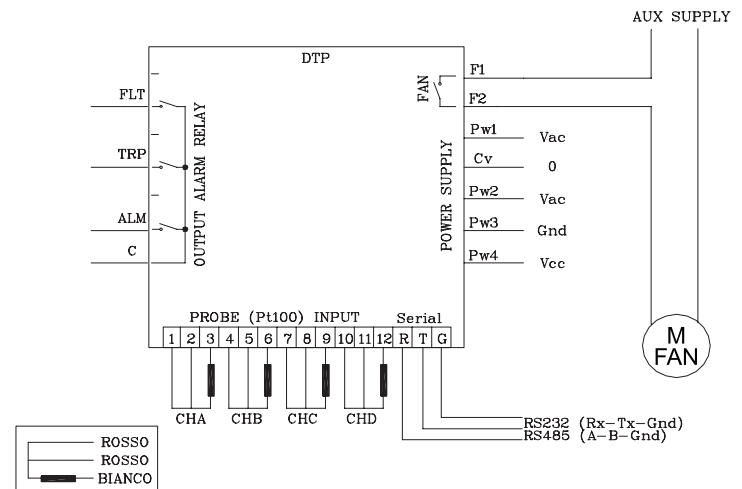 AUX SUPPLY
DTP
F1
FAN
F2
FLT
TRP
ALM
C
OUTPUT ALARM RELAY
POWER SUPPLY
Pw1 Vac
Cv 0
Pw2 Vac
Pw3 Gnd
Pw4 Vcc
M
FAN
PROBE (Pt100) INPUT Serial
1 2 3 4 5 6 7 8 9 10 11 12 R T G
CHA CHB CHC CHD
RS232 (Rx-Tx-Gnd)
RS485 (A-B-Gnd)
ROSSO
ROSSO
BIANCO